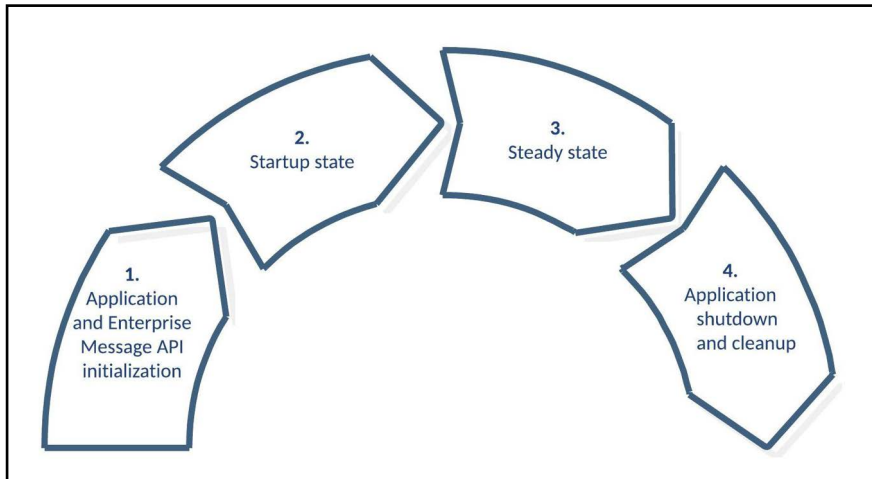 1.
Application
and Enterprise
Message API
initialization
2.
Startup state
3.
Steady state
4.
Application
shutdown
and cleanup